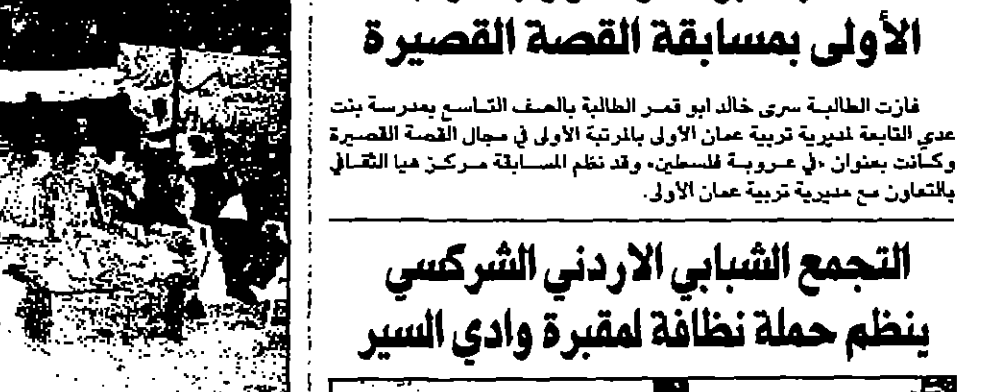 الأولى بمسابقة القصة القصيرة
فازت الطالبة سرى خالد ابو قمر الطالبة بالصف التاسع بمدرسة بنت
عدي التابعة لمديرية تربية عمان الأولى بالمرتبة الأولى في مجال القصة القصيرة
وكانت بعنوان «في عروبة فلسطين» وقد نظم المسابقة مركز هيا الثقافي
بالتعاون مع مديرية تربية عمان الأولى.
التجمع الشبابي الاردني الشركسي
ينظم حملة نظافة لمقبرة وادي السير